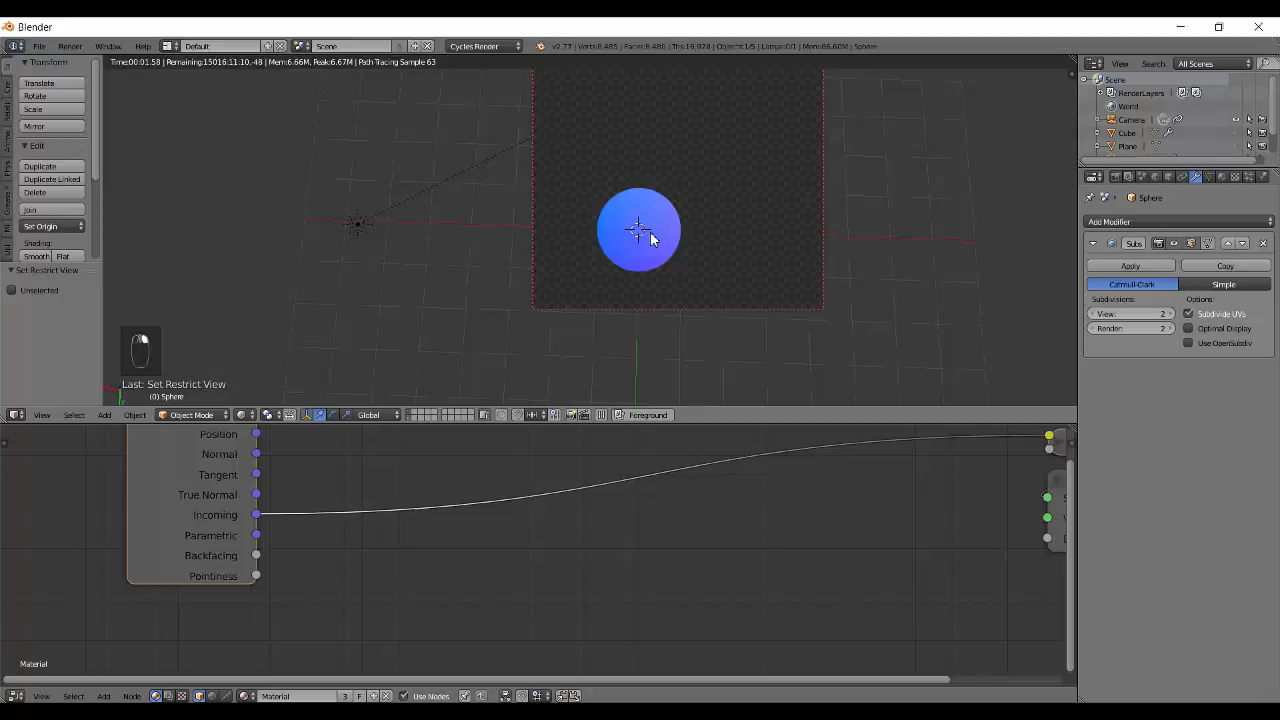 Blender
File Render Window Help Default Scene Cycles Render v2.77 | Verts:8,485 | Faces:8,480 | Tris:16,928 | Objects:1/5 | Lamps:0/1 | Mem:86.60M | Sphere
Time:00:01.58 | Remaining:15016:11:10.-48 | Mem:6.66M, Peak:6.67M | Path Tracing Sample 63
Transform
Translate
Rotate
Scale
Mirror
Edit
Duplicate
Duplicate Linked
Delete
Join
Set Origin
Shading:
Smooth Flat
Set Restrict View
Unselected
Last: Set Restrict View
(0) Sphere
View Select Add Object Object Mode Global Foreground
View Search All Scenes
Scene
RenderLayers
World
Camera
Cube
Plane
Sphere
Add Modifier
Subs
Apply Copy
Catmull-Clark Simple
Subdivisions: Options:
View: 2 Subdivide UVs
Render: 2 Optimal Display
Use OpenSubdiv
Position
Normal
Tangent
True Normal
Incoming
Parametric
Backfacing
Pointiness
Material
View Select Add Node Material 3 F Use Nodes